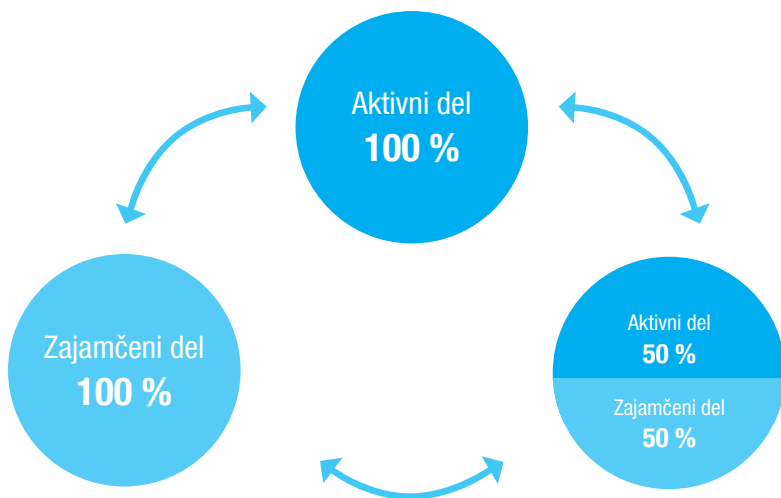 Aktivni del
100 %
Zajamčeni del
100 %
Aktivni del
50 %
Zajamčeni del
50 %